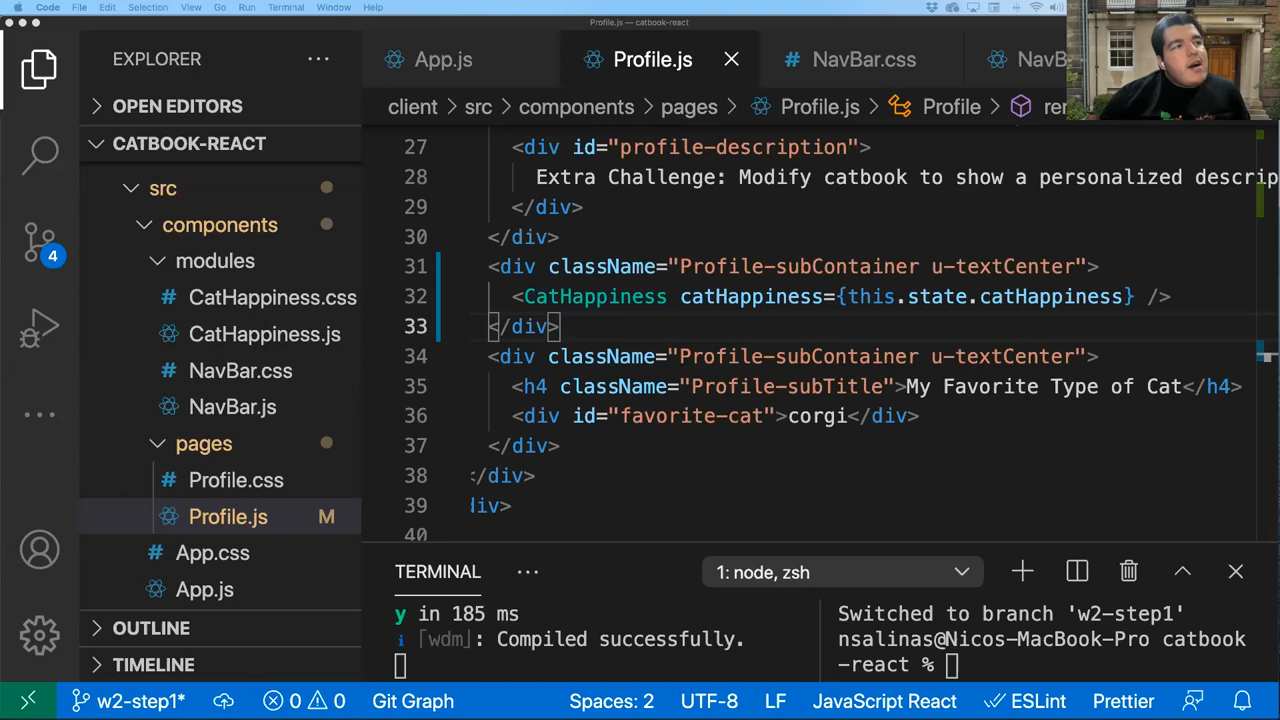 Code File Edit Selection View Go Run Terminal Window Help
Profile.js — catbook-react
EXPLORER
OPEN EDITORS
CATBOOK-REACT
src
components
modules
CatHappiness.css
CatHappiness.js
NavBar.css
NavBar.js
pages
Profile.css
Profile.js M
App.css
App.js
OUTLINE
TIMELINE
4
App.js Profile.js NavBar.css NavB
client > src > components > pages > Profile.js > Profile > rer
27 <div id="profile-description">
28 Extra Challenge: Modify catbook to show a personalized descrip
29 </div>
30 </div>
31 <div className="Profile-subContainer u-textCenter">
32 <CatHappiness catHappiness={this.state.catHappiness} />
33 </div>
34 <div className="Profile-subContainer u-textCenter">
35 <h4 className="Profile-subTitle">My Favorite Type of Cat</h4>
36 <div id="favorite-cat">corgi</div>
37 </div>
38 </div>
39 div>
40
TERMINAL 1: node, zsh
y in 185 ms
i ⌈wdm⌋: Compiled successfully.
Switched to branch 'w2-step1'
nsalinas@Nicos-MacBook-Pro catbook
-react %
w2-step1* 0 0 Git Graph Spaces: 2 UTF-8 LF JavaScript React ESLint Prettier